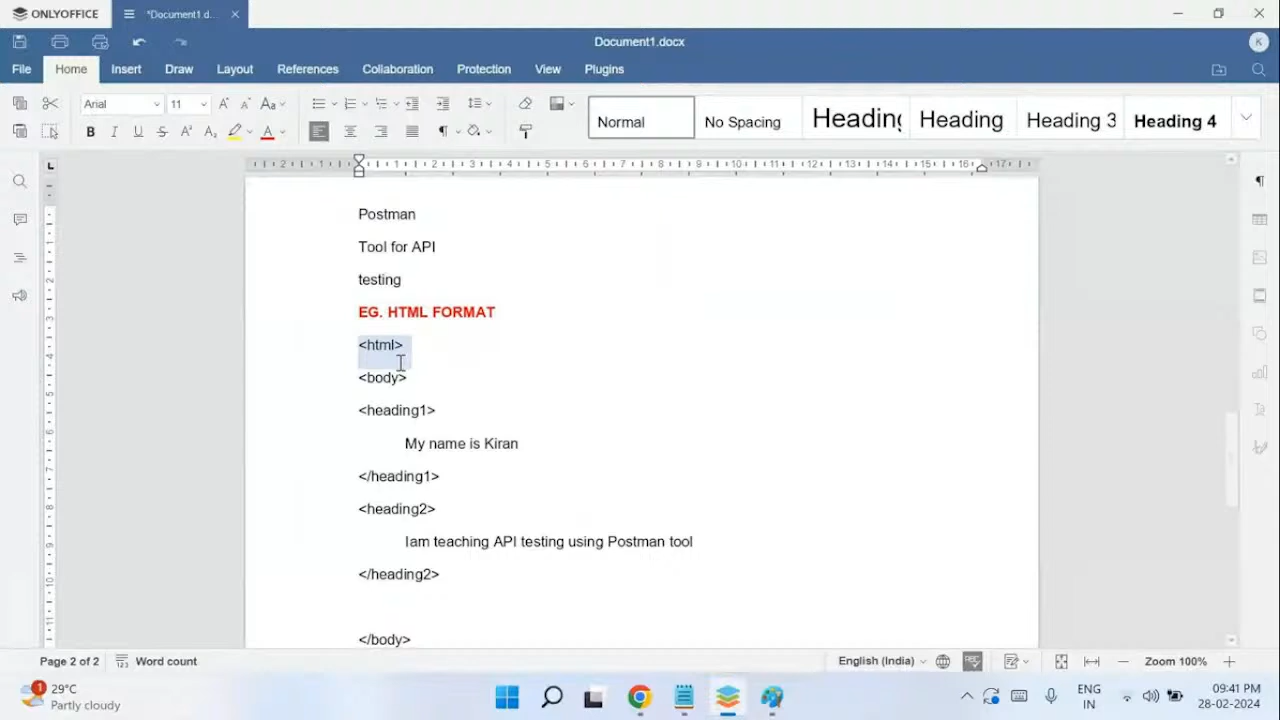 ONLYOFFICE
*Document1.d...
Document1.docx
K
File Home Insert Draw Layout References Collaboration Protection View Plugins
Arial 11
Normal No Spacing Heading Heading Heading 3 Heading 4
Postman
Tool for API
testing
EG. HTML FORMAT
<html>
<body>
<heading1>
My name is Kiran
</heading1>
<heading2>
Iam teaching API testing using Postman tool
</heading2>
</body>
Page 2 of 2 Word count English (India) Zoom 100%
1 29°C
Partly cloudy
ENG
IN
09:41 PM
28-02-2024